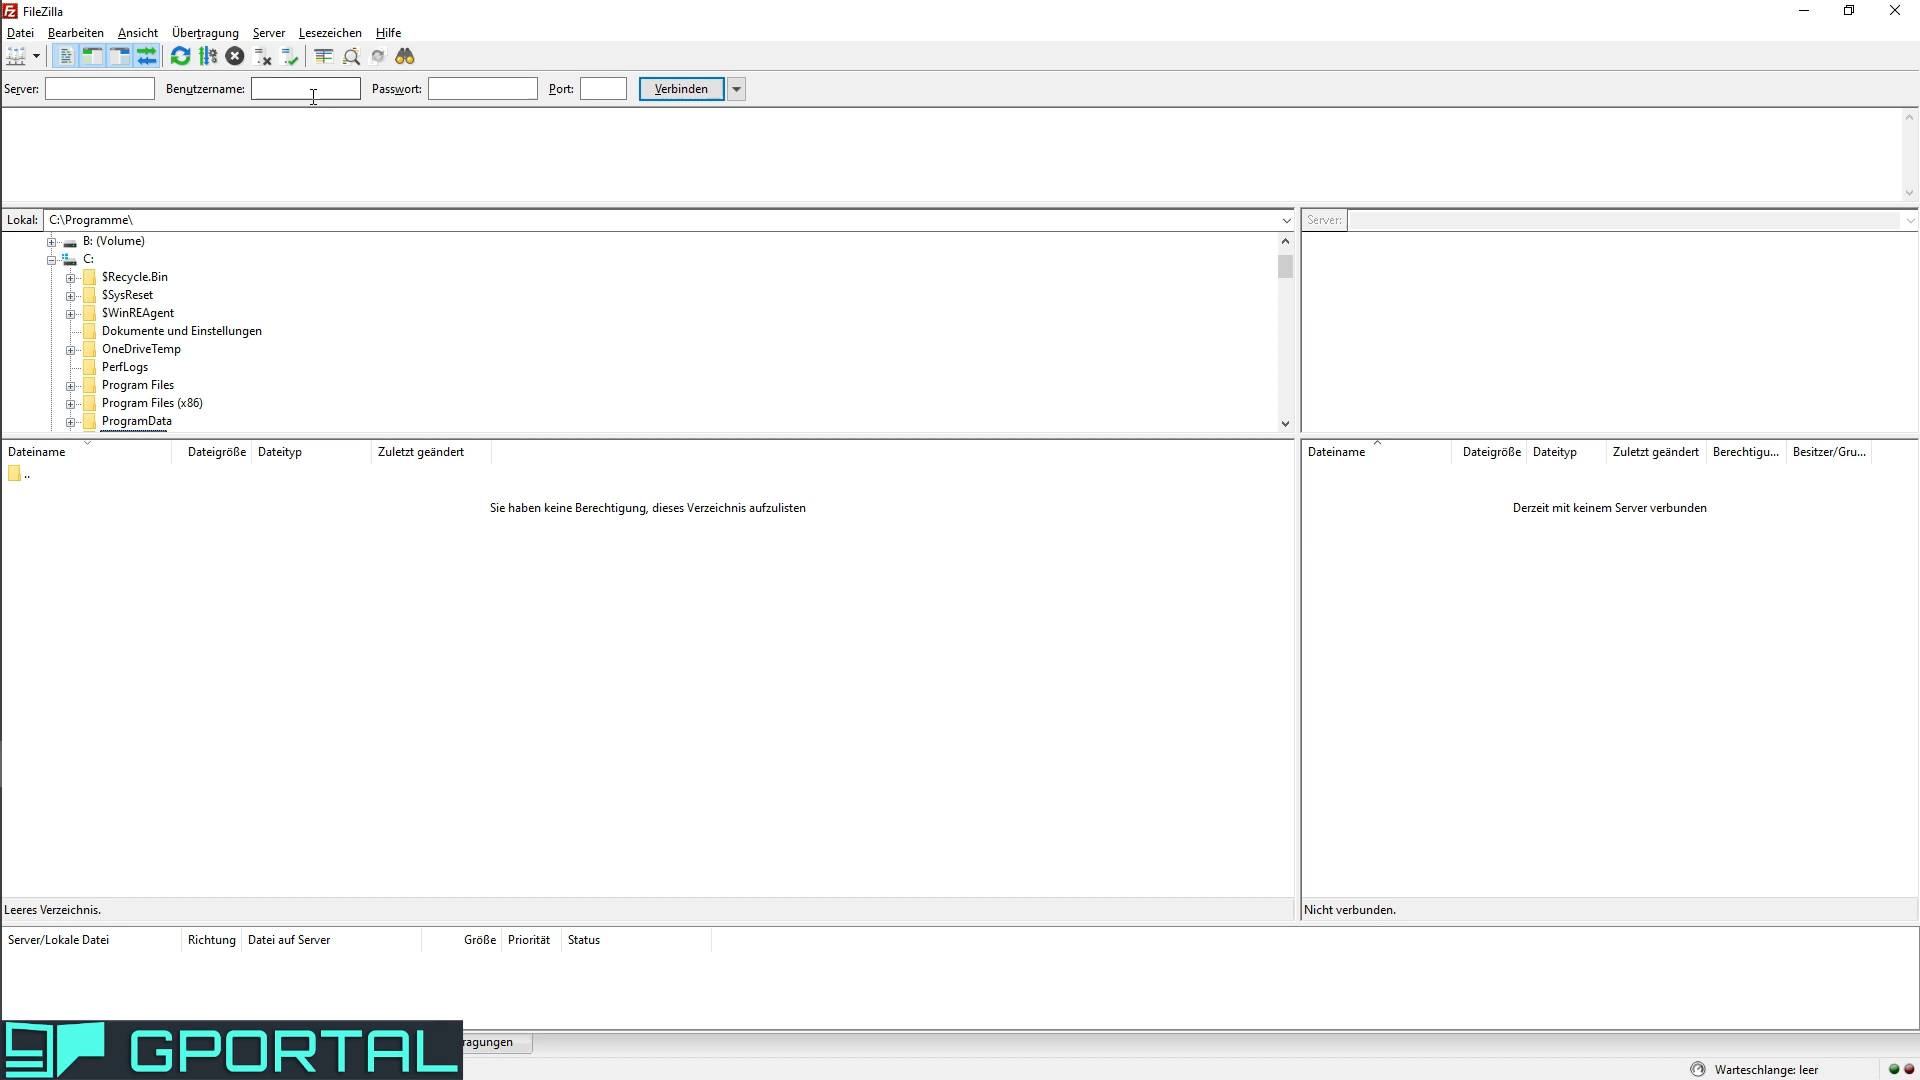 FileZilla
Datei Bearbeiten Ansicht Übertragung Server Lesezeichen Hilfe
Server: Benutzername: Passwort: Port: Verbinden
Lokal: C:\Programme\
Server:
B: (Volume)
C:
$Recycle.Bin
$SysReset
$WinREAgent
Dokumente und Einstellungen
OneDriveTemp
PerfLogs
Program Files
Program Files (x86)
ProgramData
Dateiname Dateigröße Dateityp Zuletzt geändert
..
Sie haben keine Berechtigung, dieses Verzeichnis aufzulisten
Leeres Verzeichnis.
Dateiname Dateigröße Dateityp Zuletzt geändert Berechtigu... Besitzer/Gru...
Derzeit mit keinem Server verbunden
Nicht verbunden.
Server/Lokale Datei Richtung Datei auf Server Größe Priorität Status
GPORTAL
ragungen
Warteschlange: leer